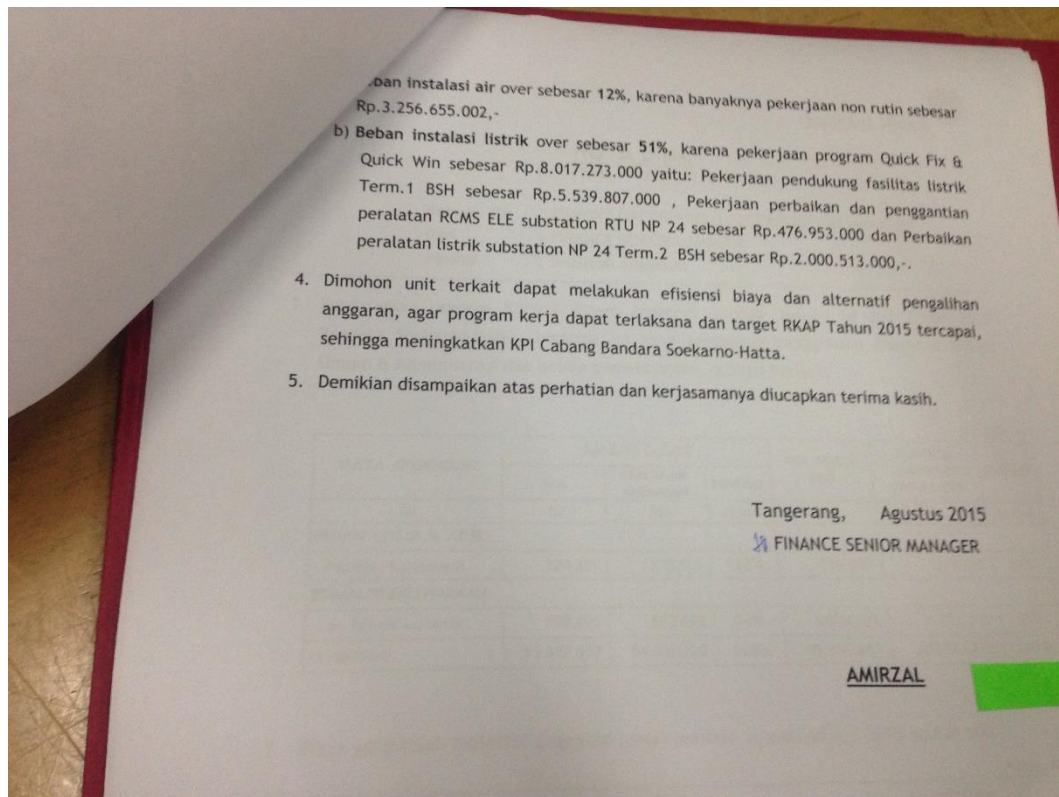 instalasi air over sebesar 12%, karena banyaknya pekerjaan non rutin sebesar
Rp.3.256.655.002,-
b) Beban instalasi listrik over sebesar 51%, karena pekerjaan program Quick Fix &
Quick Win sebesar Rp.8.017.273.000 yaitu: Pekerjaan pendukung fasilitas listrik
Term.1 BSH sebesar Rp.5.539.807.000 , Pekerjaan perbaikan dan penggantian
peralatan RCMS ELE substation RTU NP 24 sebesar Rp.476.953.000 dan Perbaikan
peralatan listrik substation NP 24 Term.2 BSH sebesar Rp.2.000.513.000,-.
4. Dimohon unit terkait dapat melakukan efisiensi biaya dan alternatif pengalihan
anggaran, agar program kerja dapat terlaksana dan target RKAP Tahun 2015 tercapai,
sehingga meningkatkan KPI Cabang Bandara Soekarno-Hatta.
5. Demikian disampaikan atas perhatian dan kerjasamanya diucapkan terima kasih.
Tangerang, Agustus 2015
FINANCE SENIOR MANAGER
AMIRZAL